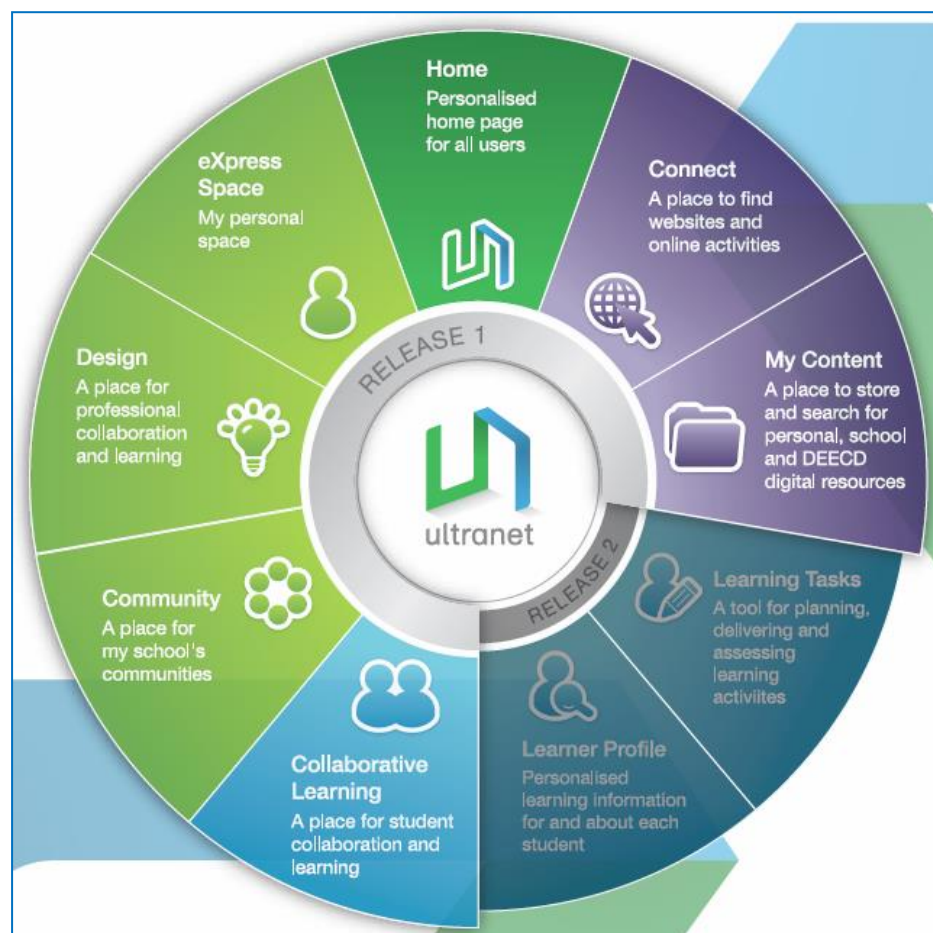 Home
Personalised
home page
for all users
Connect
A place to find
websites and
online activities
My Content
A place to store
and search for
personal, school
and DEECD
digital resources
Learning Tasks
A tool for planning,
delivering and
assessing
learning
activiites
Learner Profile
Personalised
learning information
for and about each
student
Collaborative
Learning
A place for student
collaboration and
learning
Community
A place for
my school's
communities
Design
A place for
professional
collaboration
and learning
eXpress
Space
My personal
space
RELEASE 1
ultranet
RELEASE 2